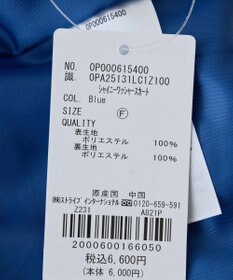 NO. 0P000615400
識. OPA25131LC1Z100
シャイニーワッシャースカート
COL. Blue
SIZE F
QUALITY
表生地
ポリエステル 100%
裏生地
ポリエステル 100%
原産国 中国
㈱ストライプ インターナショナル 0120-659-591
Z231 A821P
2000600166050
税込6,600円
(本体 6,000円)